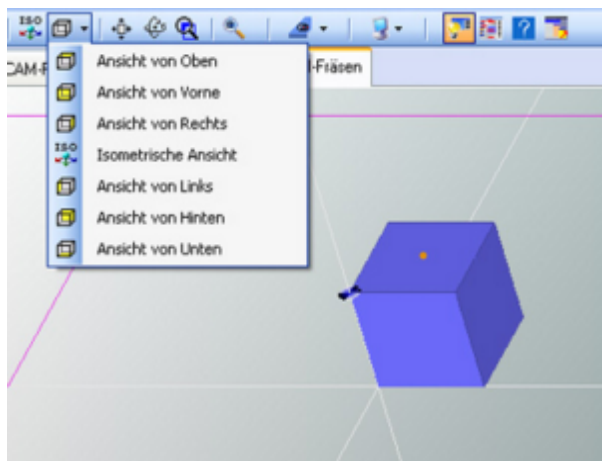 ISO
CAM-F
-Fräsen
Ansicht von Oben
Ansicht von Vorne
Ansicht von Rechts
ISO
Isometrische Ansicht
Ansicht von Links
Ansicht von Hinten
Ansicht von Unten